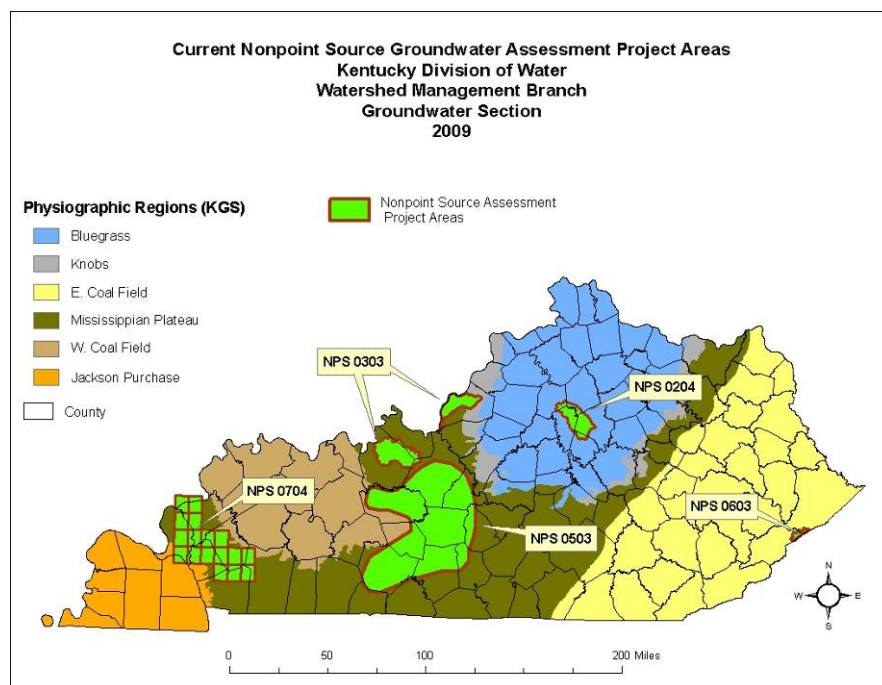 Current Nonpoint Source Groundwater Assessment Project Areas
Kentucky Division of Water
Watershed Management Branch
Groundwater Section
2009
Physiographic Regions (KGS)
Bluegrass
Knobs
E. Coal Field
Mississippian Plateau
W. Coal Field
Jackson Purchase
County
Nonpoint Source Assessment
Project Areas
NPS 0303
NPS 0204
NPS 0704
NPS 0503
NPS 0603
N
W E
S
0 50 100 200 Miles